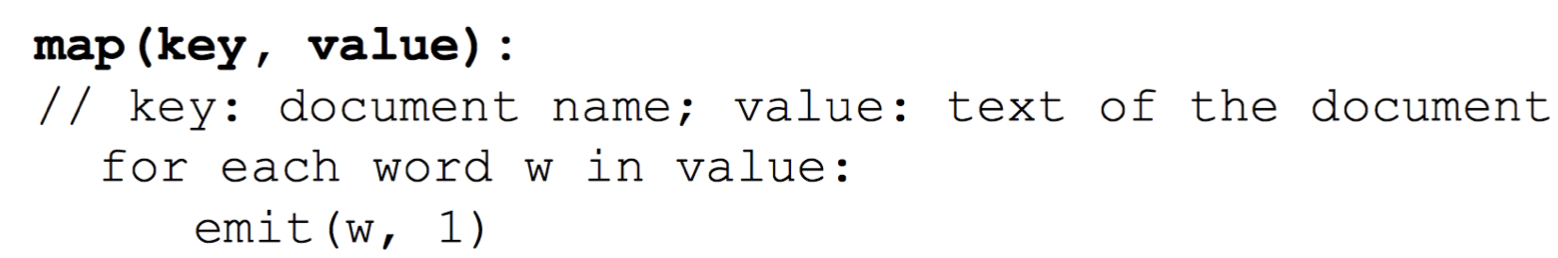 map(key, value):
// key: document name; value: text of the document
for each word w in value:
emit(w, 1)